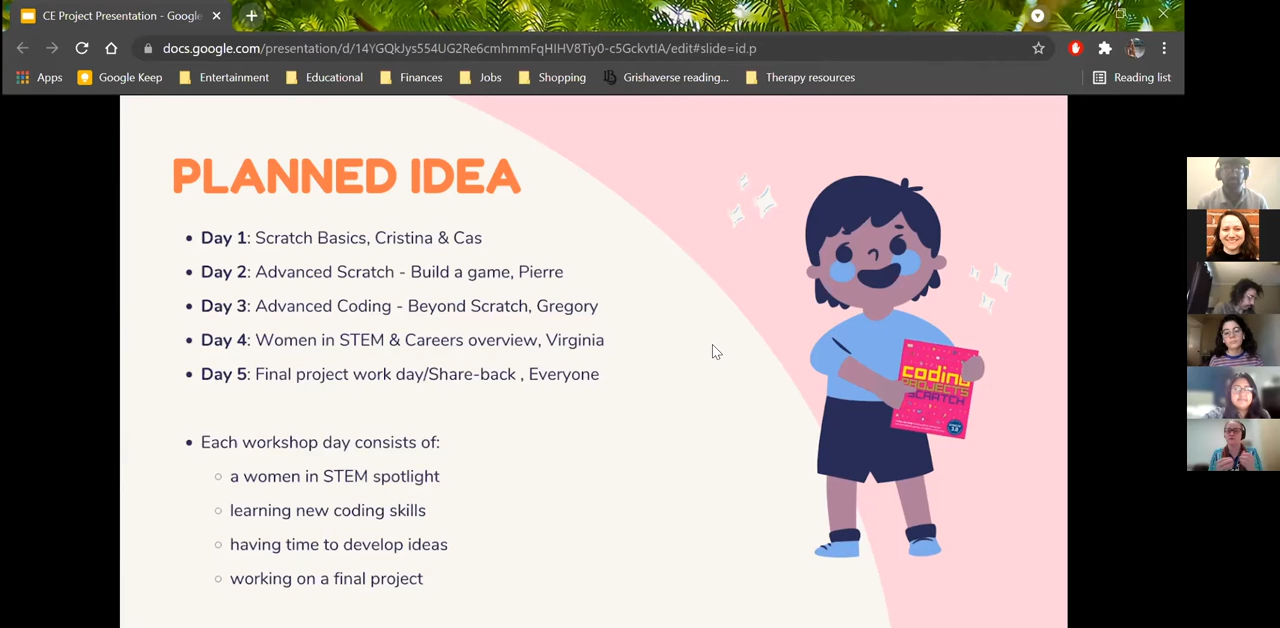 CE Project Presentation - Google
docs.google.com/presentation/d/14YGQkJys554UG2Re6cmhmmFqHIHV8Tiy0-c5GckvtIA/edit#slide=id.p
Apps Google Keep Entertainment Educational Finances Jobs Shopping Grishaverse reading... Therapy resources Reading list
PLANNED IDEA
• Day 1: Scratch Basics, Cristina & Cas
• Day 2: Advanced Scratch - Build a game, Pierre
• Day 3: Advanced Coding - Beyond Scratch, Gregory
• Day 4: Women in STEM & Careers overview, Virginia
• Day 5: Final project work day/Share-back , Everyone
• Each workshop day consists of:
○ a women in STEM spotlight
○ learning new coding skills
○ having time to develop ideas
○ working on a final project
coding
PROJECTS
SCRATCH